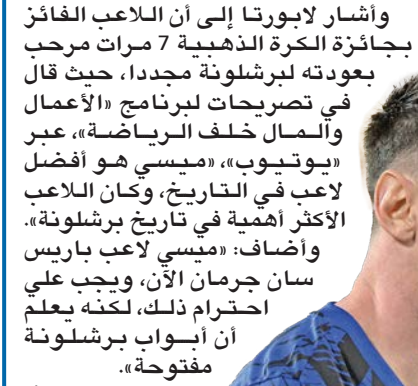 وأشار لابورتا إلى أن اللاعب الفائز
بجائزة الكرة الذهبية 7 مرات مرحب
بعودته لبرشلونة مجددا، حيث قال
في تصريحات لبرنامج «الأعمال
والمال خلف الرياضة»، عبر
«يوتيوب»، «ميسي هو أفضل
لاعب في التاريخ، وكان اللاعب
الأكثر أهمية في تاريخ برشلونة».
وأضاف: «ميسي لاعب باريس
سان جرمان الآن، ويجب علي
احترام ذلك، لكنه يعلم
أن أبواب برشلونة
مفتوحة».